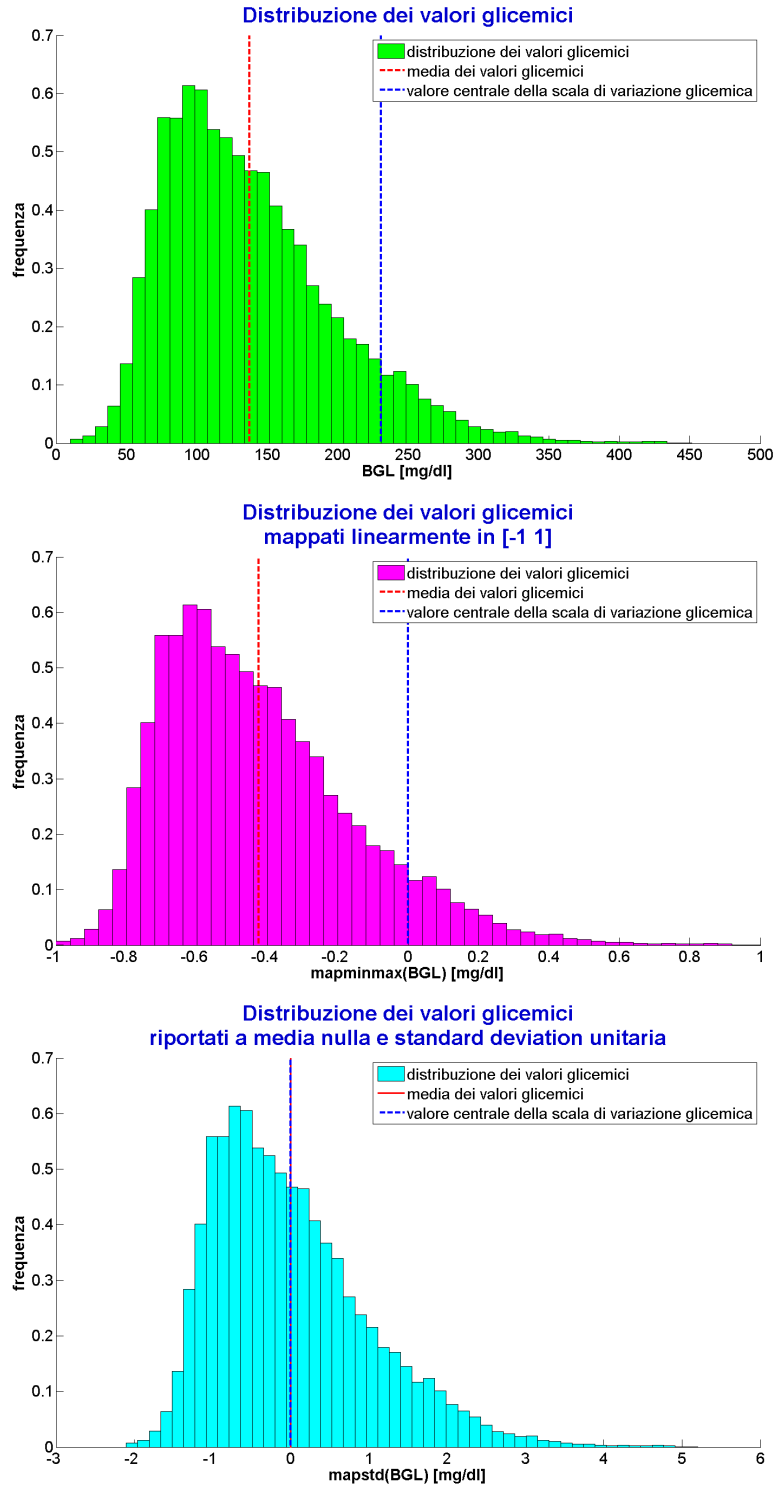 Distribuzione dei valori glicemici
distribuzione dei valori glicemici
media dei valori glicemici
valore centrale della scala di variazione glicemica
0.7
0.6
0.5
0.4
0.3
0.2
0.1
0
frequenza
0 50 100 150 200 250 300 350 400 450 500
BGL [mg/dl]
Distribuzione dei valori glicemici
mappati linearmente in [-1 1]
distribuzione dei valori glicemici
media dei valori glicemici
valore centrale della scala di variazione glicemica
0.7
0.6
0.5
0.4
0.3
0.2
0.1
0
frequenza
-1 -0.8 -0.6 -0.4 -0.2 0 0.2 0.4 0.6 0.8 1
mapminmax(BGL) [mg/dl]
Distribuzione dei valori glicemici
riportati a media nulla e standard deviation unitaria
distribuzione dei valori glicemici
media dei valori glicemici
valore centrale della scala di variazione glicemica
0.7
0.6
0.5
0.4
0.3
0.2
0.1
0
frequenza
-3 -2 -1 0 1 2 3 4 5 6
mapstd(BGL) [mg/dl]